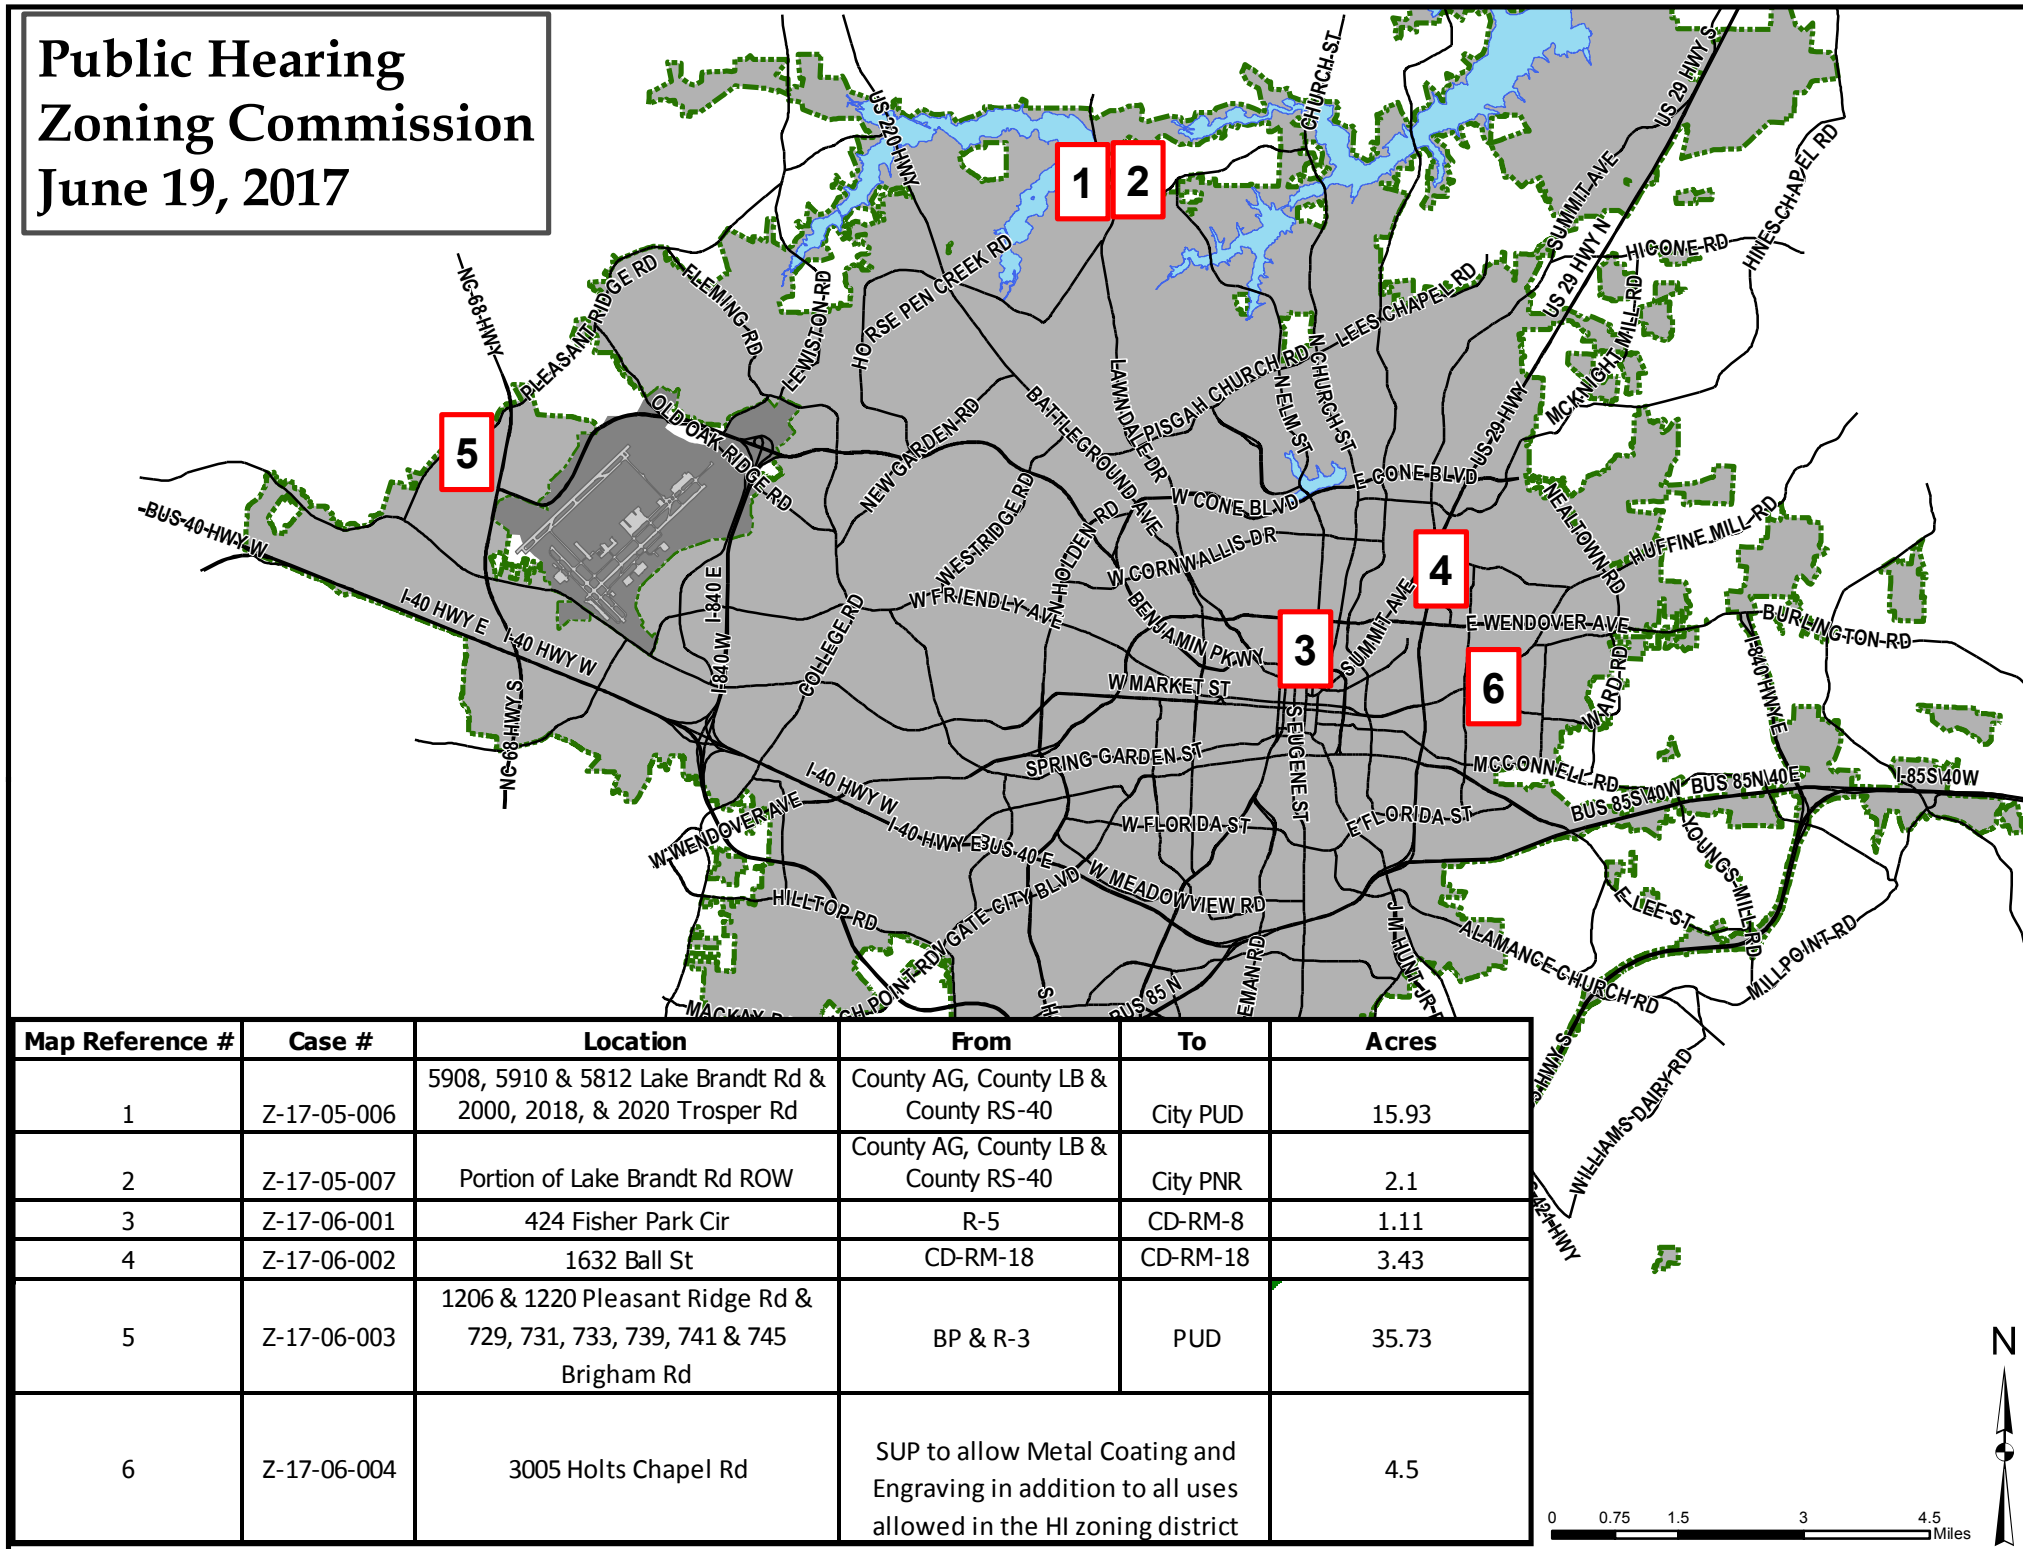 Public Hearing
Zoning Commission
June 19, 2017
CHURCH ST
US 29 HWY S
US 220 HWY
1
2
SUMMIT AVE
HINES CHAPEL RD
US 29 HWY N
HICONE RD
NC 68 HWY
PLEASANT RIDGE RD
FLEMING RD
LEWISTON RD
HORSE PEN CREEK RD
LEES CHAPEL RD
MCKNIGHT MILL RD
LAWNDALE DR
PISGAH CHURCH RD
N ELM ST
N CHURCH ST
US 29 HWY
5
OLD OAK RIDGE RD
NEW GARDEN RD
BATTLEGROUND AVE
W CONE BLVD
E CONE BLVD
NEALTOWN RD
HUFFINE MILL RD
BUS 40 HWY W
WESTRIDGE RD
N HOLDEN RD
W CORNWALLIS DR
4
I-40 HWY E
I-40 HWY W
I-840 E
I-840 W
COLLEGE RD
W FRIENDLY AVE
BENJAMIN PKWY
3
SUMMIT AVE
E WENDOVER AVE
BURLINGTON RD
6
WARD RD
I-840 HWY E
NC 68 HWY S
W MARKET ST
S EUGENE ST
SPRING GARDEN ST
MCCONNELL RD
BUS 85S\40W
BUS 85N\40E
I-85S\40W
I-40 HWY W
W WENDOVER AVE
I-40 HWY E
BUS 40 E
W FLORIDA ST
E FLORIDA ST
YOUNGS MILL RD
HILLTOP RD
W GATE CITY BLVD
W MEADOWVIEW RD
E LEE ST
MILLPOINT RD
J M HUNT JR
ALAMANCE CHURCH RD
EMAN RD
BUS 85 N
GH POINT RD
MACKAY
S H
HWY S
WILLIAMS DAIRY RD
421 HWY
Map Reference # Case # Location From To Acres
1 Z-17-05-006 5908, 5910 & 5812 Lake Brandt Rd & 2000, 2018, & 2020 Trosper Rd County AG, County LB & County RS-40 City PUD 15.93
2 Z-17-05-007 Portion of Lake Brandt Rd ROW County AG, County LB & County RS-40 City PNR 2.1
3 Z-17-06-001 424 Fisher Park Cir R-5 CD-RM-8 1.11
4 Z-17-06-002 1632 Ball St CD-RM-18 CD-RM-18 3.43
5 Z-17-06-003 1206 & 1220 Pleasant Ridge Rd & 729, 731, 733, 739, 741 & 745 Brigham Rd BP & R-3 PUD 35.73
6 Z-17-06-004 3005 Holts Chapel Rd SUP to allow Metal Coating and Engraving in addition to all uses allowed in the HI zoning district 4.5
N
0 0.75 1.5 3 4.5
Miles